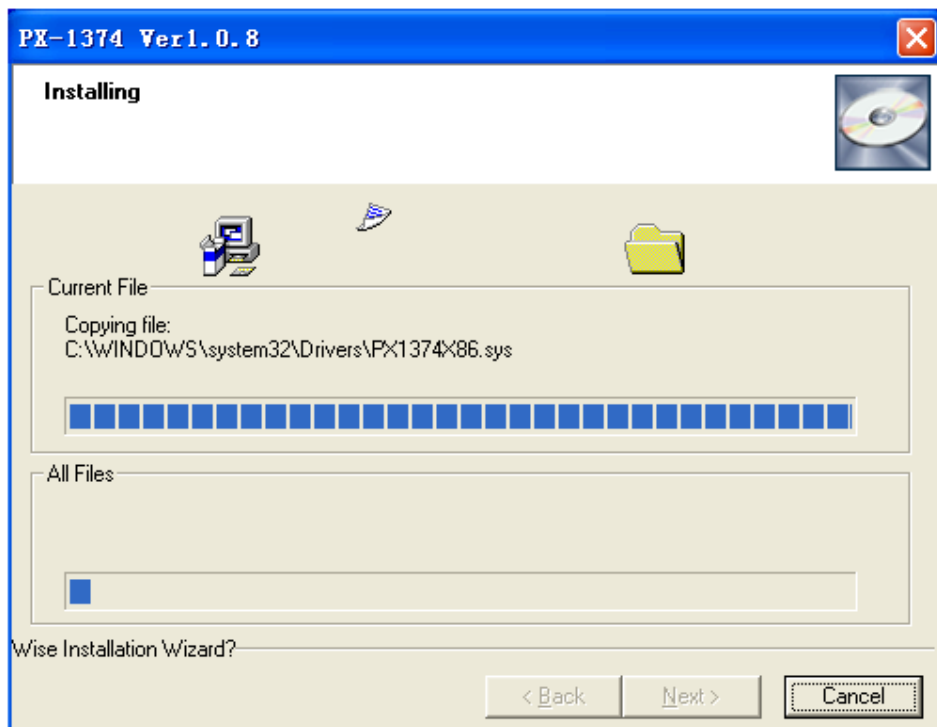 PX-1374 Ver1.0.8
Installing
Current File
Copying file:
C:\WINDOWS\system32\Drivers\PX1374X86.sys
All Files
Wise Installation Wizard?
< Back
Next >
Cancel